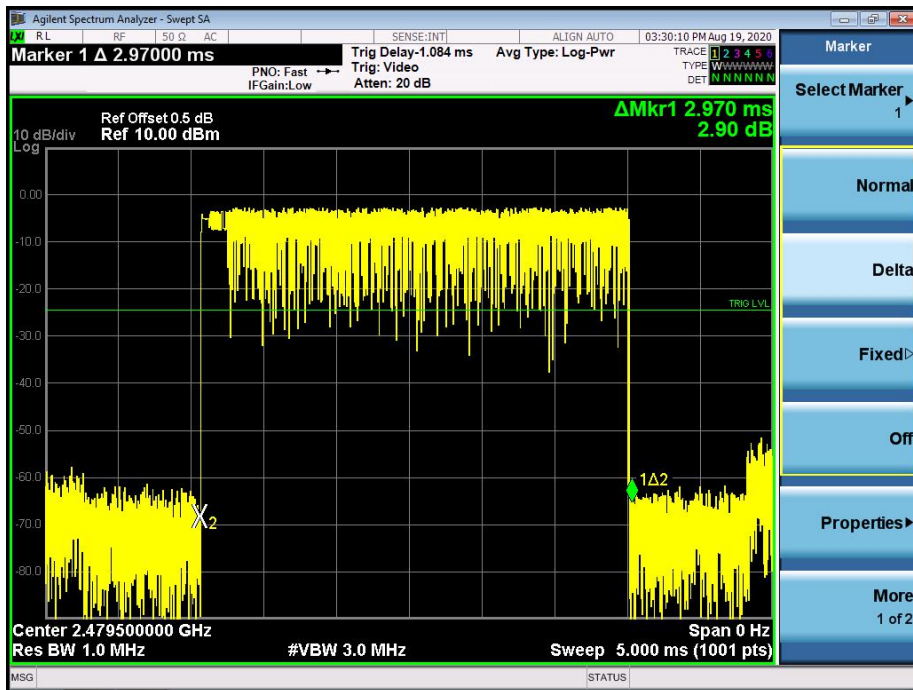 Agilent Spectrum Analyzer - Swept SA
LXI RL RF 50 Ω AC SENSE:INT ALIGN AUTO 03:30:10 PM Aug 19, 2020
Marker 1 Δ 2.97000 ms
PNO: Fast
IFGain:Low
Trig Delay-1.084 ms
Trig: Video
Atten: 20 dB
Avg Type: Log-Pwr
TRACE 1 2 3 4 5 6
TYPE WWWWWW
DET N N N N N N
ΔMkr1 2.970 ms
2.90 dB
Ref Offset 0.5 dB
10 dB/div Ref 10.00 dBm
Log
0.00
-10.0
-20.0
TRIG LVL
-30.0
-40.0
-50.0
-60.0
1Δ2
-70.0
2
-80.0
Center 2.479500000 GHz Span 0 Hz
Res BW 1.0 MHz #VBW 3.0 MHz Sweep 5.000 ms (1001 pts)
MSG STATUS
Marker
Select Marker
1
Normal
Delta
Fixed
Off
Properties
More
1 of 2